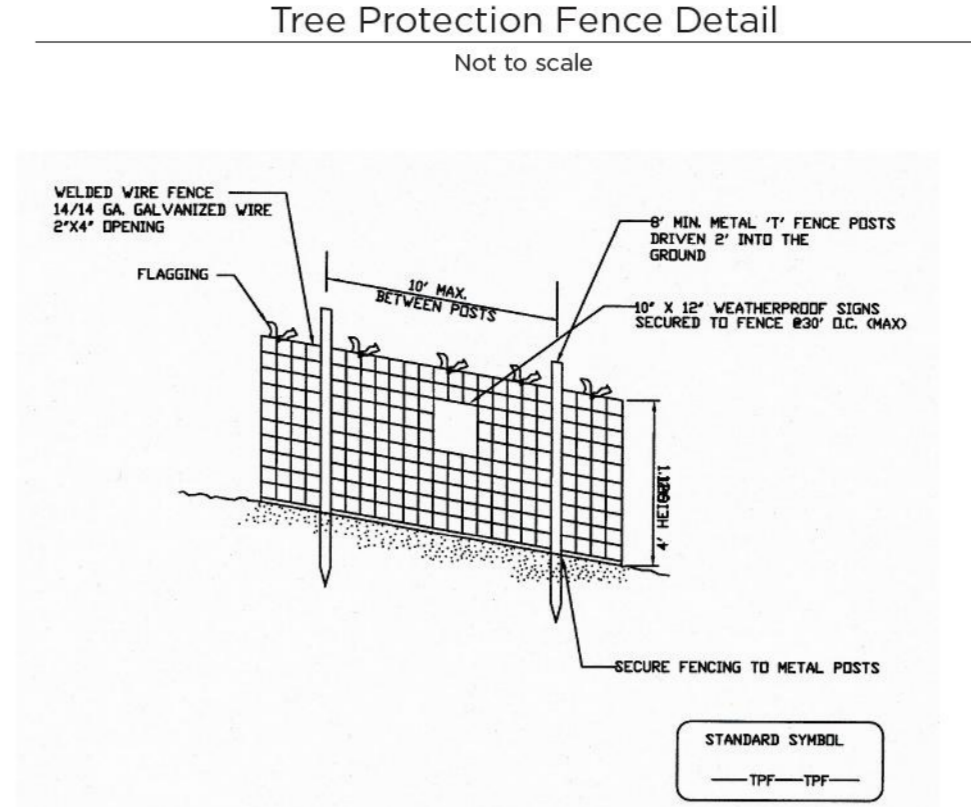 Tree Protection Fence Detail
Not to scale
WELDED WIRE FENCE
14/14 GA. GALVANIZED WIRE
2"X4" OPENING
FLAGGING
10' MAX.
BETWEEN POSTS
8' MIN. METAL 'T' FENCE POSTS
DRIVEN 2' INTO THE
GROUND
10" X 12" WEATHERPROOF SIGNS
SECURED TO FENCE @30' O.C. (MAX)
4'
SECURE FENCING TO METAL POSTS
STANDARD SYMBOL
TPF TPF